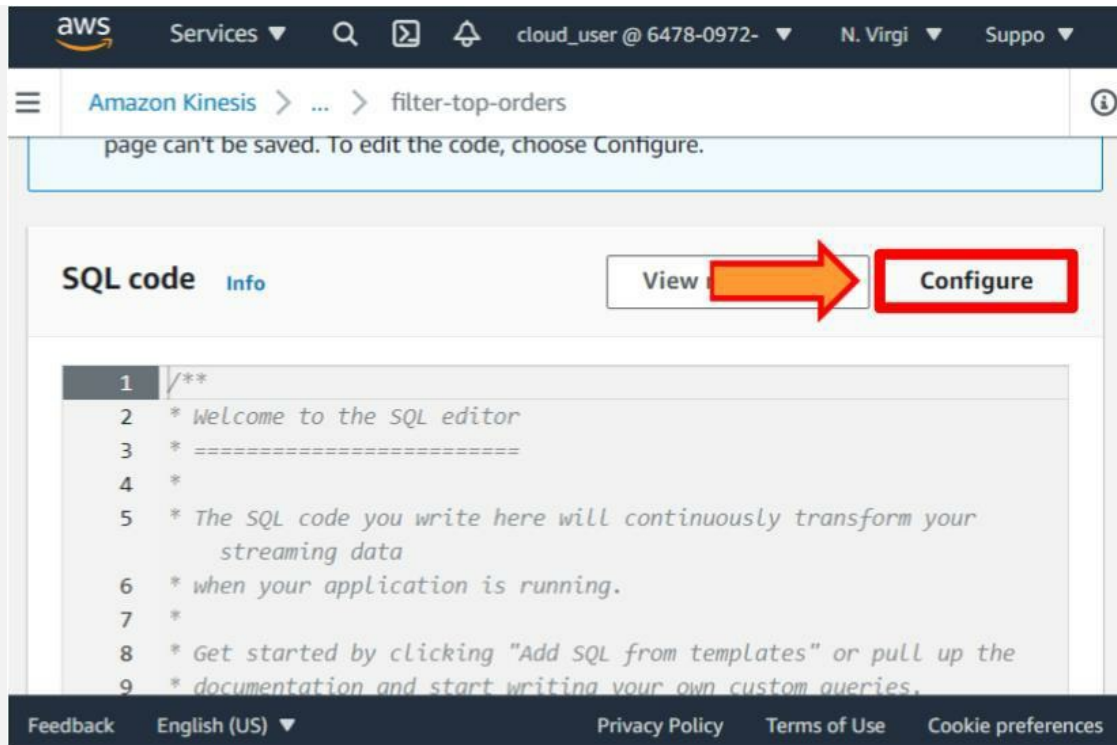 aws Services ▼ cloud_user @ 6478-0972- ▼ N. Virgi ▼ Suppo ▼
Amazon Kinesis > ... > filter-top-orders
page can't be saved. To edit the code, choose Configure.
SQL code Info View Configure
1 /**
2 * Welcome to the SQL editor
3 * =========================
4 *
5 * The SQL code you write here will continuously transform your
streaming data
6 * when your application is running.
7 *
8 * Get started by clicking "Add SQL from templates" or pull up the
9 * documentation and start writing your own custom queries.
Feedback English (US) ▼ Privacy Policy Terms of Use Cookie preferences